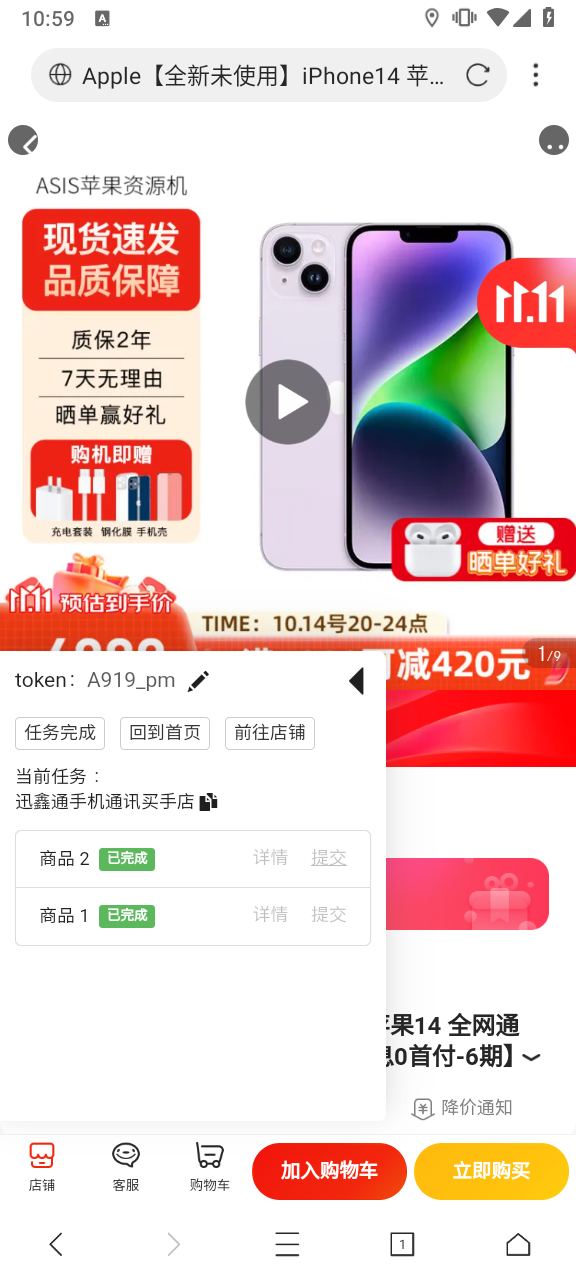 10:59
A
Apple【全新未使用】iPhone14 苹...
ASIS苹果资源机
现货速发
品质保障
质保2年
7天无理由
晒单赢好礼
购机即赠
充电套装 钢化膜 手机壳
11.11
赠送
晒单好礼
11.11 预估到手价
TIME：10.14号20-24点
可减420元
1/9
token： A919_pm
任务完成 回到首页 前往店铺
当前任务：
迅鑫通手机通讯买手店
商品 2 已完成 详情 提交
商品 1 已完成 详情 提交
苹果14 全网通
息0首付-6期】
降价通知
店铺 客服 购物车 加入购物车 立即购买
1